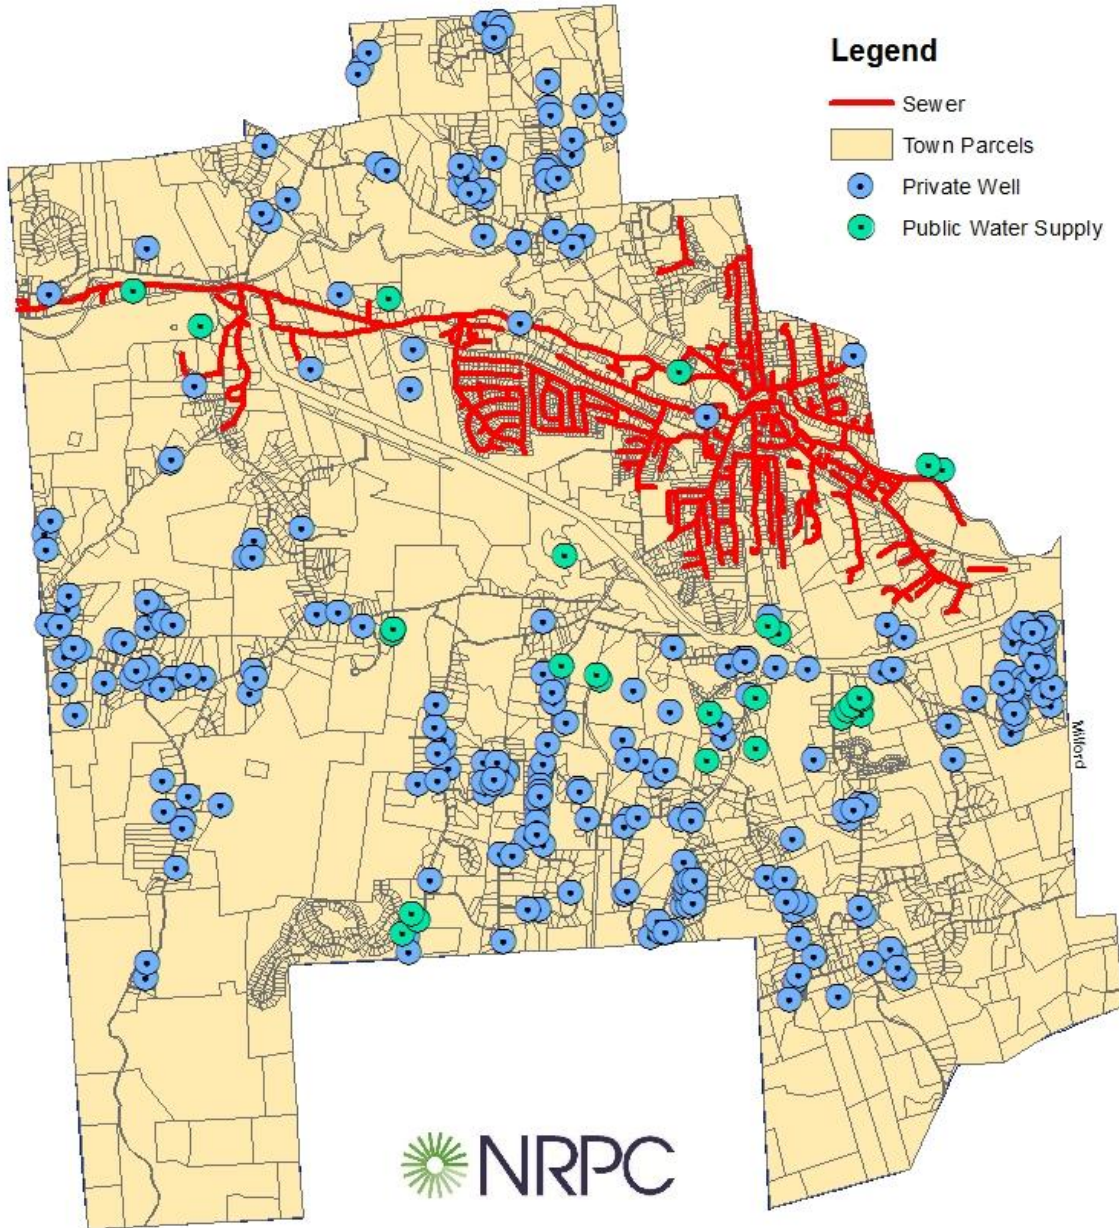 Legend
Sewer
Town Parcels
Private Well
Public Water Supply
Milford
NRPC